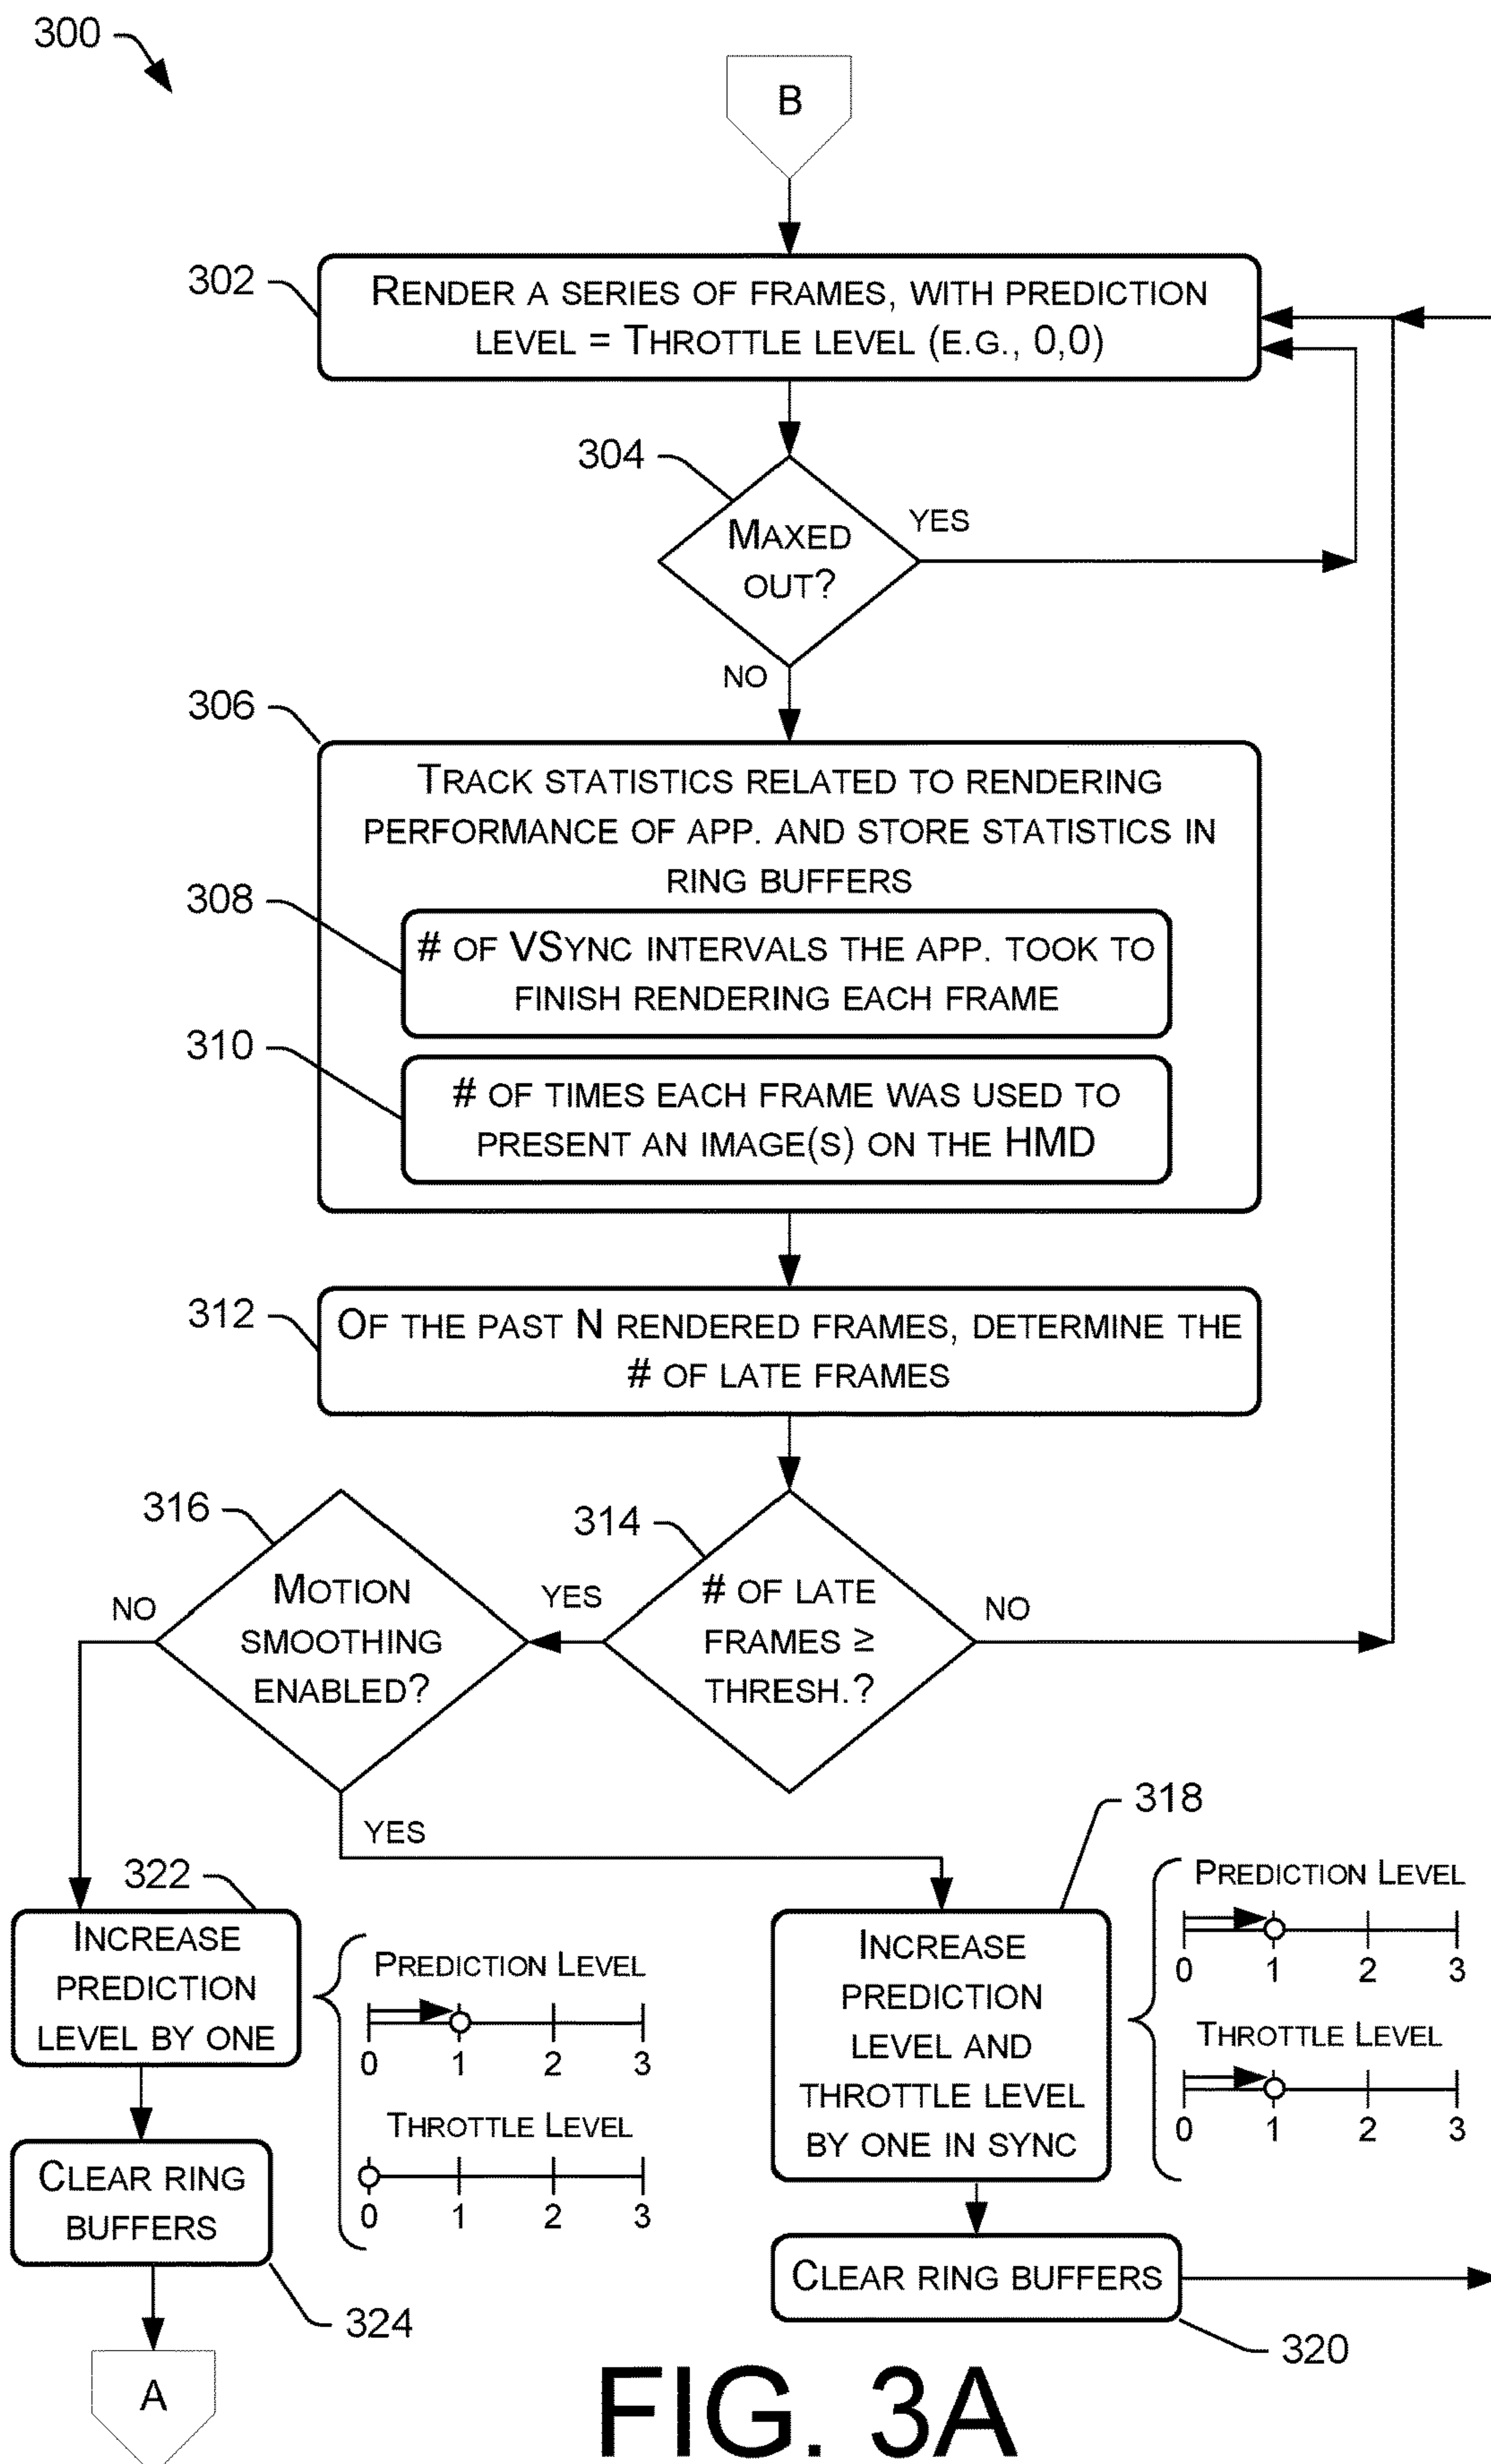 300
B
302
RENDER A SERIES OF FRAMES, WITH PREDICTION
LEVEL = THROTTLE LEVEL (E.G., 0,0)
304
MAXED
OUT?
YES
NO
306
TRACK STATISTICS RELATED TO RENDERING
PERFORMANCE OF APP. AND STORE STATISTICS IN
RING BUFFERS
308
# OF VSYNC INTERVALS THE APP. TOOK TO
FINISH RENDERING EACH FRAME
310
# OF TIMES EACH FRAME WAS USED TO
PRESENT AN IMAGE(S) ON THE HMD
312
OF THE PAST N RENDERED FRAMES, DETERMINE THE
# OF LATE FRAMES
314
# OF LATE
FRAMES ≥
THRESH.?
YES
NO
316
MOTION
SMOOTHING
ENABLED?
NO
YES
318
INCREASE
PREDICTION
LEVEL AND
THROTTLE LEVEL
BY ONE IN SYNC
PREDICTION LEVEL
0 1 2 3
THROTTLE LEVEL
0 1 2 3
322
INCREASE
PREDICTION
LEVEL BY ONE
PREDICTION LEVEL
0 1 2 3
THROTTLE LEVEL
0 1 2 3
CLEAR RING
BUFFERS
324
CLEAR RING BUFFERS
320
A
FIG. 3A